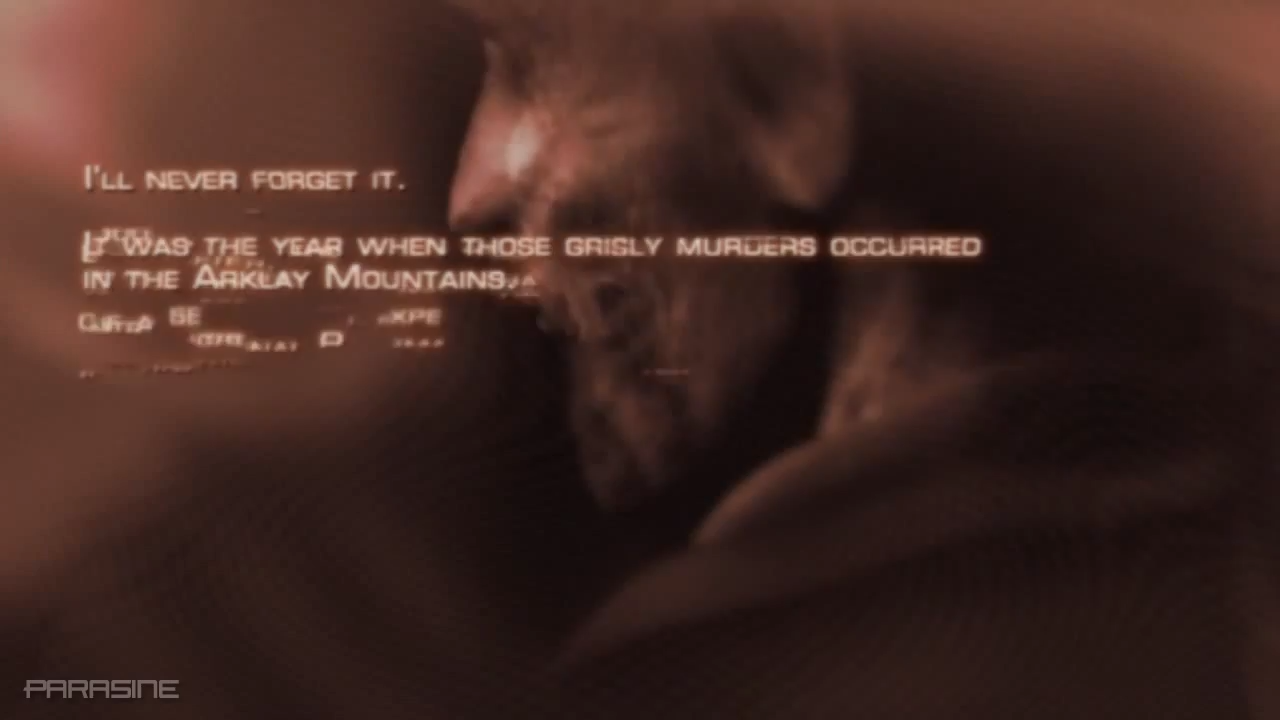 I'll never forget it.
It was the year when those grisly murders occurred
in the Arklay Mountains.
PARASINE